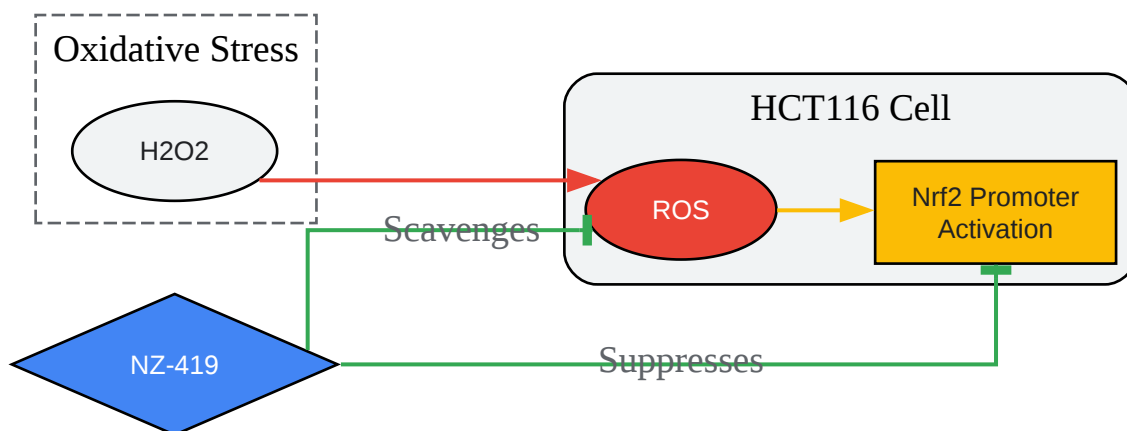 Oxidative Stress
H2O2
HCT116 Cell
ROS
Nrf2 Promoter
Activation
Scavenges
NZ-419
Suppresses